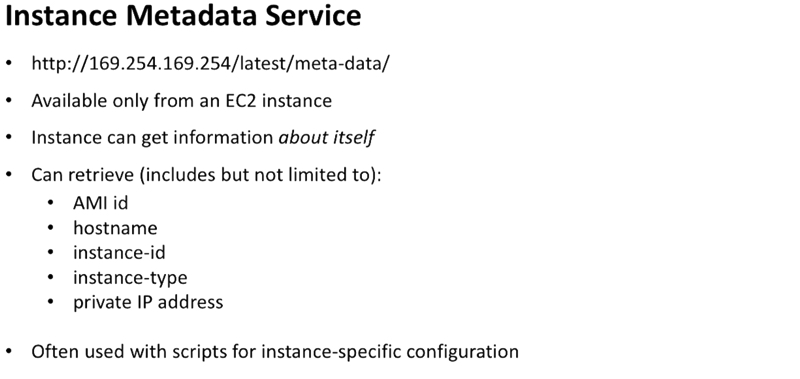 Instance Metadata Service
• http://169.254.169.254/latest/meta-data/
• Available only from an EC2 instance
• Instance can get information about itself
• Can retrieve (includes but not limited to):
• AMI id
• hostname
• instance-id
• instance-type
• private IP address
• Often used with scripts for instance-specific configuration